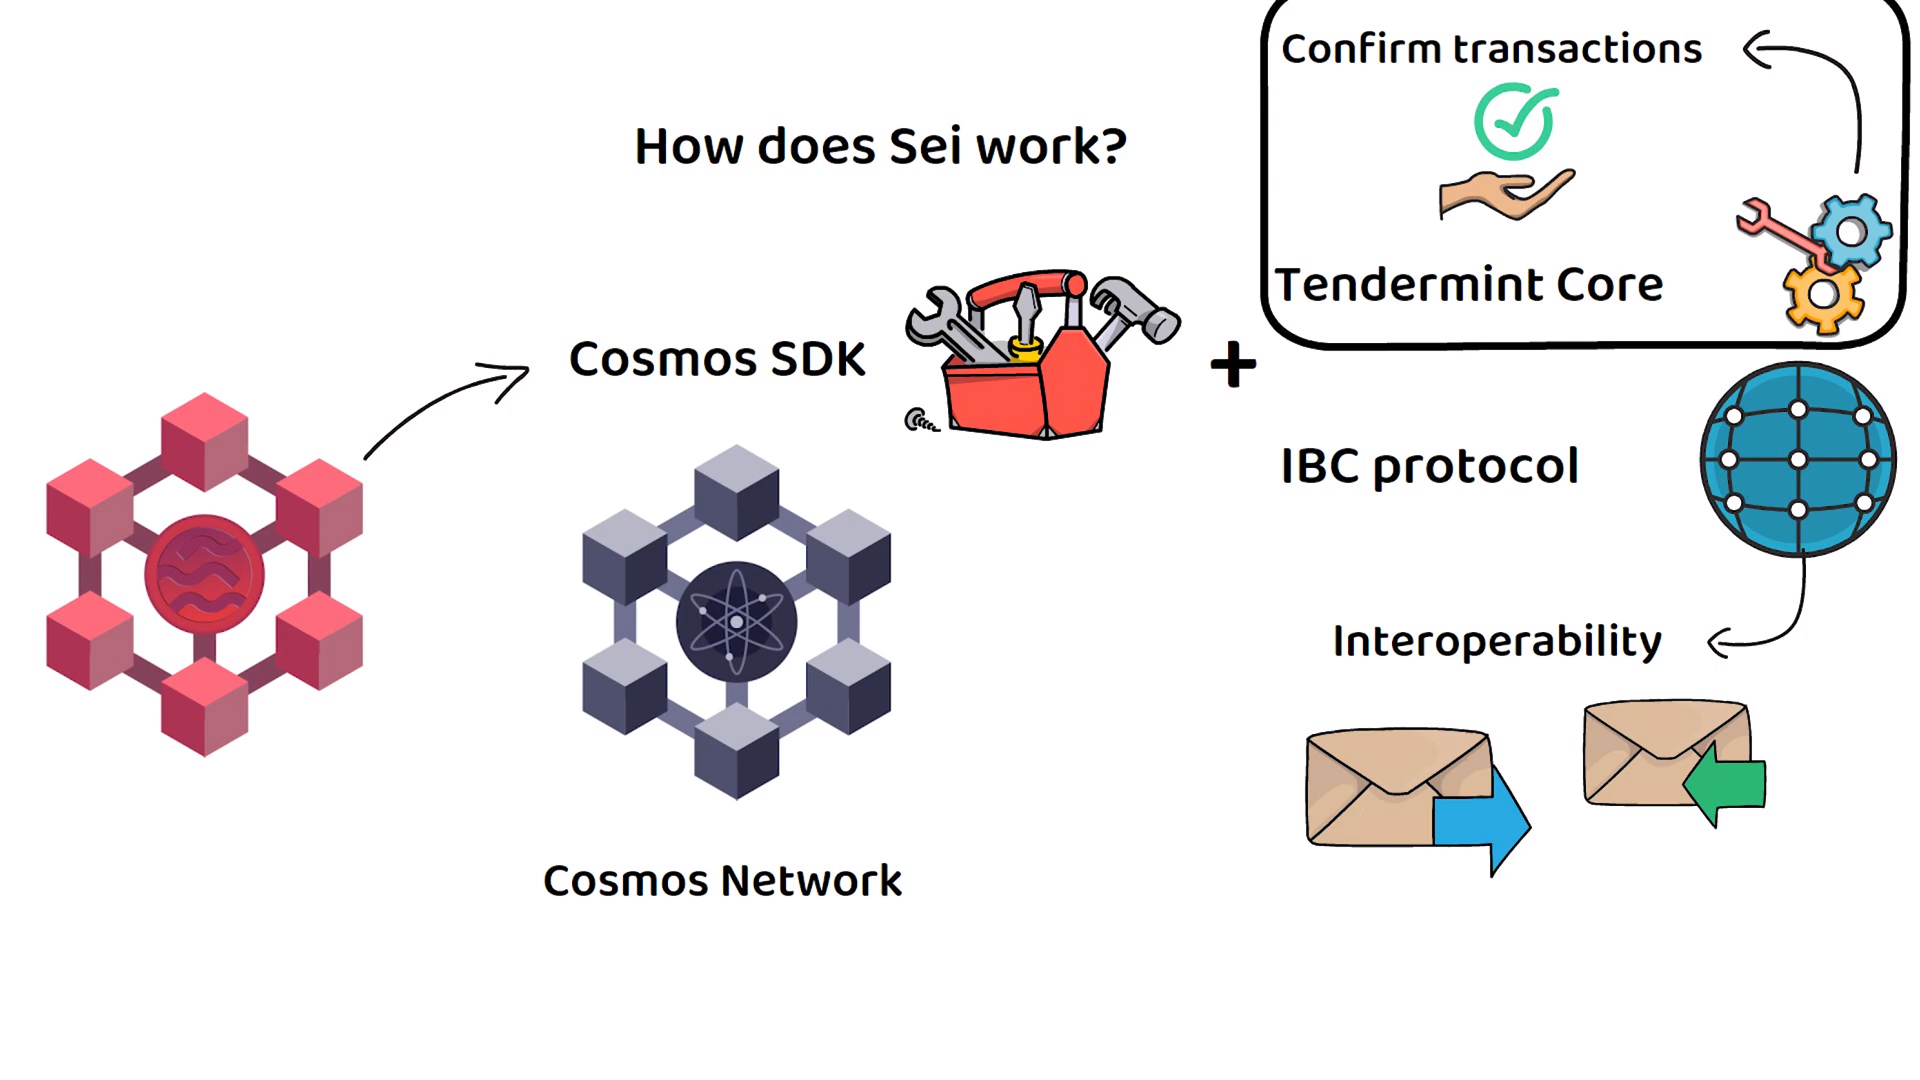 How does Sei work?
Cosmos SDK
+
Confirm transactions
Tendermint Core
IBC protocol
Interoperability
Cosmos Network